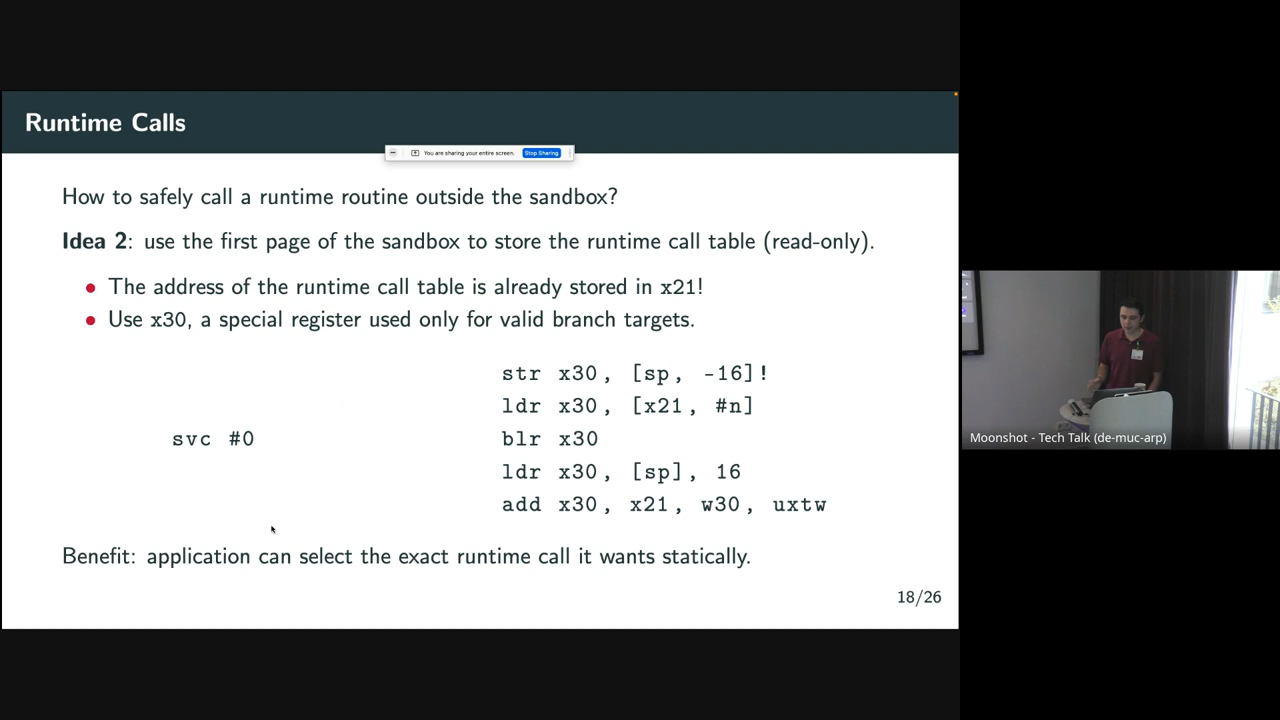 Runtime Calls
You are sharing your entire screen. Stop Sharing
How to safely call a runtime routine outside the sandbox?
Idea 2: use the first page of the sandbox to store the runtime call table (read-only).
• The address of the runtime call table is already stored in x21!
• Use x30, a special register used only for valid branch targets.
svc #0
str x30, [sp, -16]!
ldr x30, [x21, #n]
blr x30
ldr x30, [sp], 16
add x30, x21, w30, uxtw
Benefit: application can select the exact runtime call it wants statically.
18/26
Moonshot - Tech Talk (de-muc-arp)